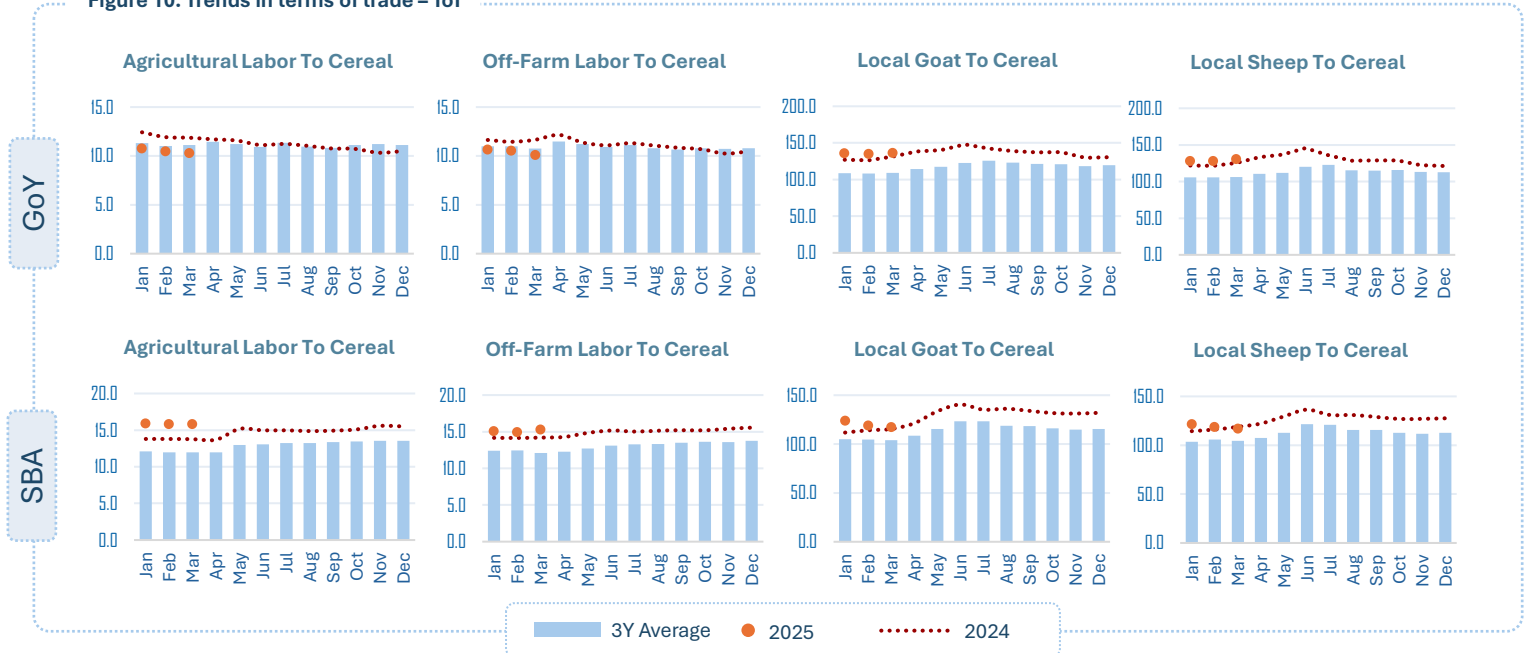 Figure 10: Trends in terms of trade – ToT
GoY
Agricultural Labor To Cereal
15.0
10.0
5.0
0.0
Jan Feb Mar Apr May Jun Jul Aug Sep Oct Nov Dec
Off-Farm Labor To Cereal
15.0
10.0
5.0
0.0
Jan Feb Mar Apr May Jun Jul Aug Sep Oct Nov Dec
Local Goat To Cereal
200.0
150.0
100.0
50.0
0.0
Jan Feb Mar Apr May Jun Jul Aug Sep Oct Nov Dec
Local Sheep To Cereal
200.0
150.0
100.0
50.0
0.0
Jan Feb Mar Apr May Jun Jul Aug Sep Oct Nov Dec
SBA
Agricultural Labor To Cereal
20.0
15.0
10.0
5.0
0.0
Jan Feb Mar Apr May Jun Jul Aug Sep Oct Nov Dec
Off-Farm Labor To Cereal
20.0
15.0
10.0
5.0
0.0
Jan Feb Mar Apr May Jun Jul Aug Sep Oct Nov Dec
Local Goat To Cereal
150.0
100.0
50.0
0.0
Jan Feb Mar Apr May Jun Jul Aug Sep Oct Nov Dec
Local Sheep To Cereal
150.0
100.0
50.0
0.0
Jan Feb Mar Apr May Jun Jul Aug Sep Oct Nov Dec
3Y Average 2025 2024